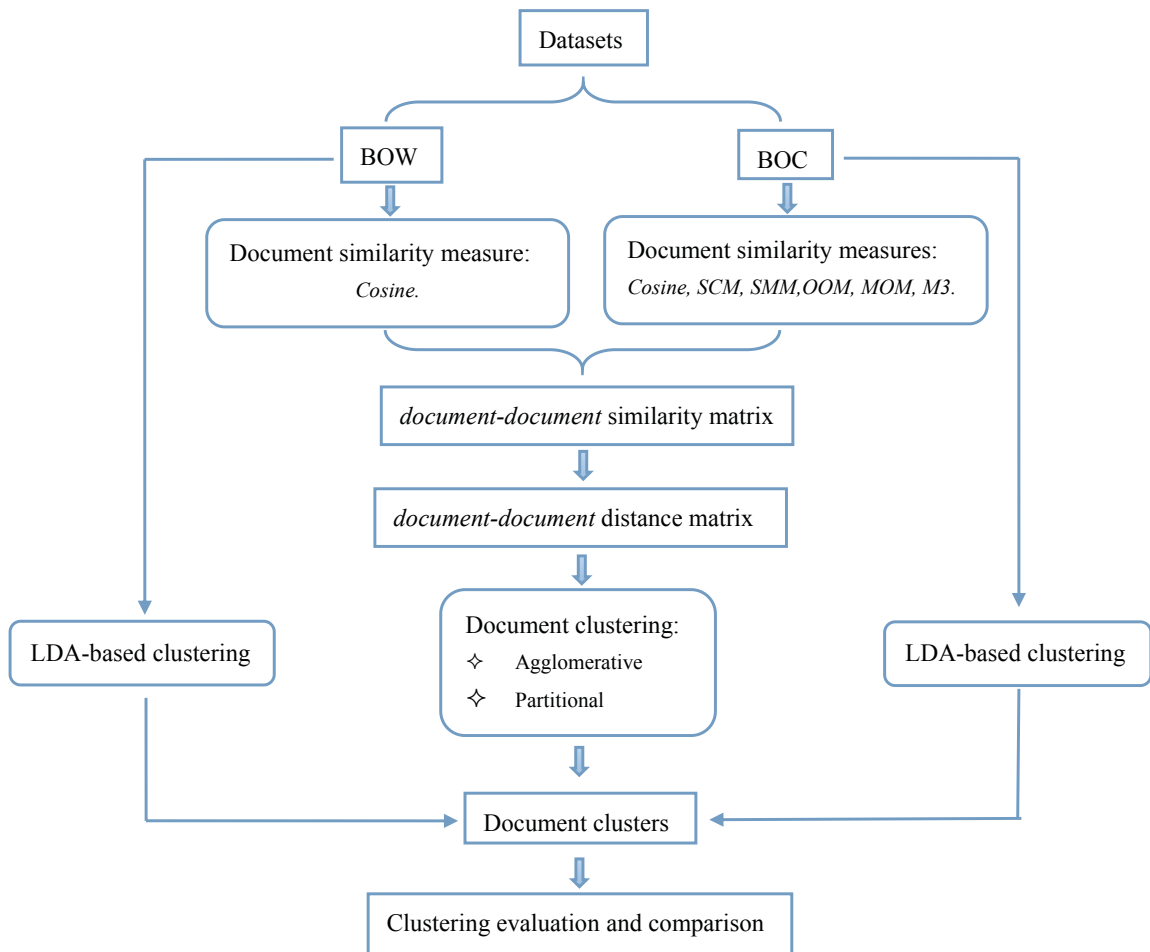 Datasets
BOW
BOC
Document similarity measure:
Cosine.
Document similarity measures:
Cosine, SCM, SMM,OOM, MOM, M3.
document-document similarity matrix
document-document distance matrix
LDA-based clustering
Document clustering:
✧ Agglomerative
✧ Partitional
LDA-based clustering
Document clusters
Clustering evaluation and comparison